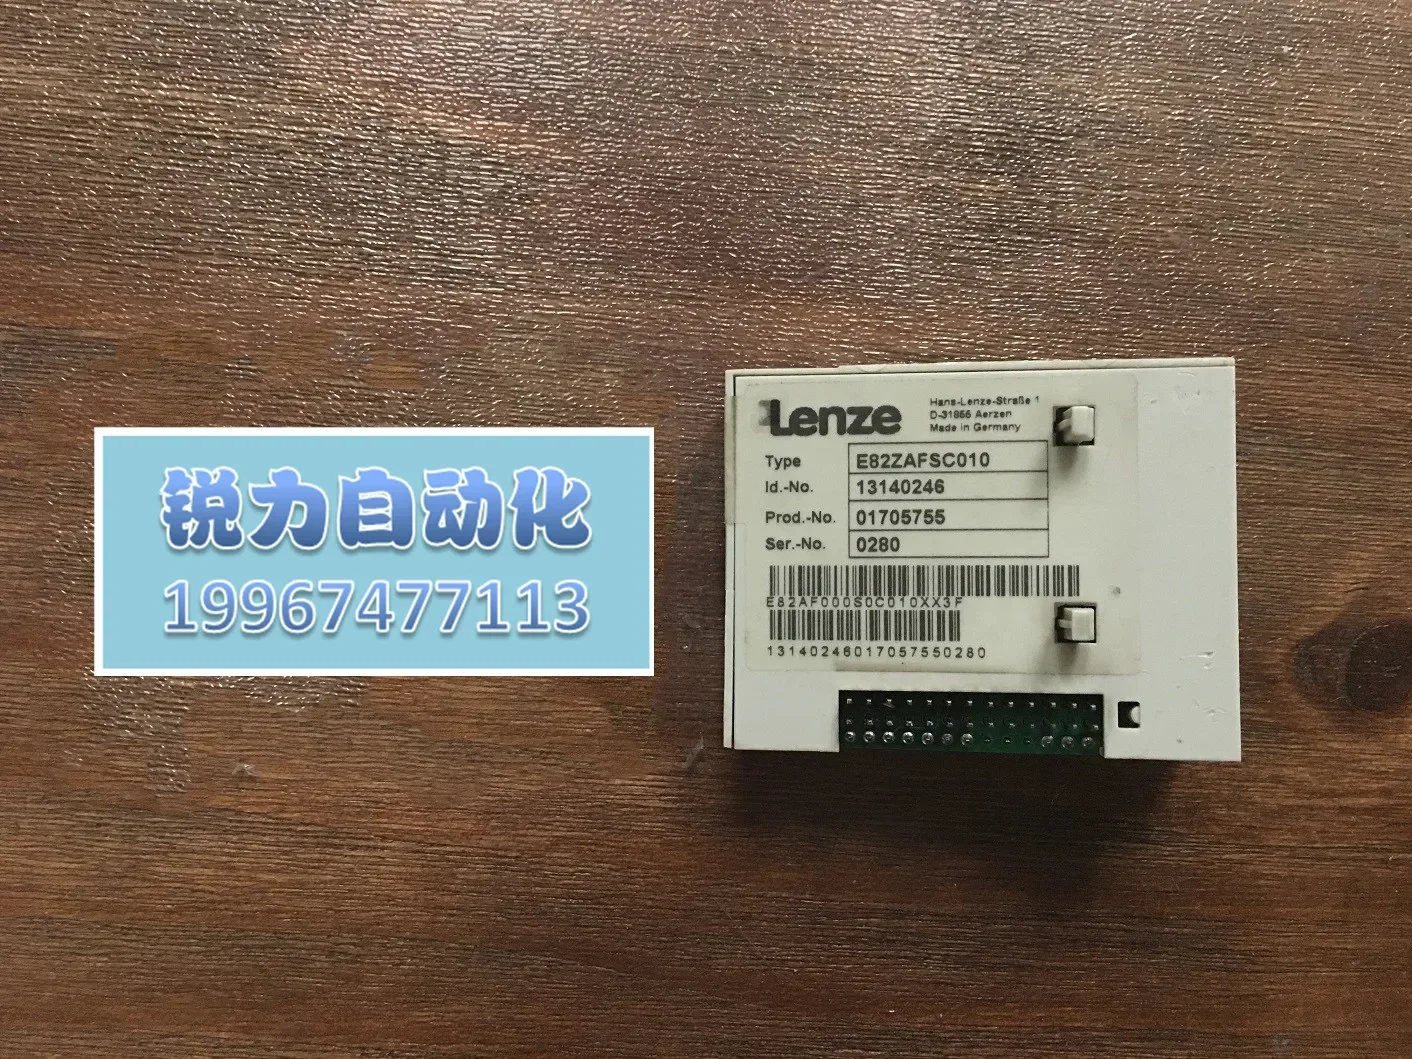 锐力自动化
19967477113
Lenze
Hans-Lenze-Straße 1
D-31855 Aerzen
Made in Germany
Type E82ZAFSC010
Id.-No. 13140246
Prod.-No. 01705755
Ser.-No. 0280
E82AF000S0C010XX3F
13140246017057550280